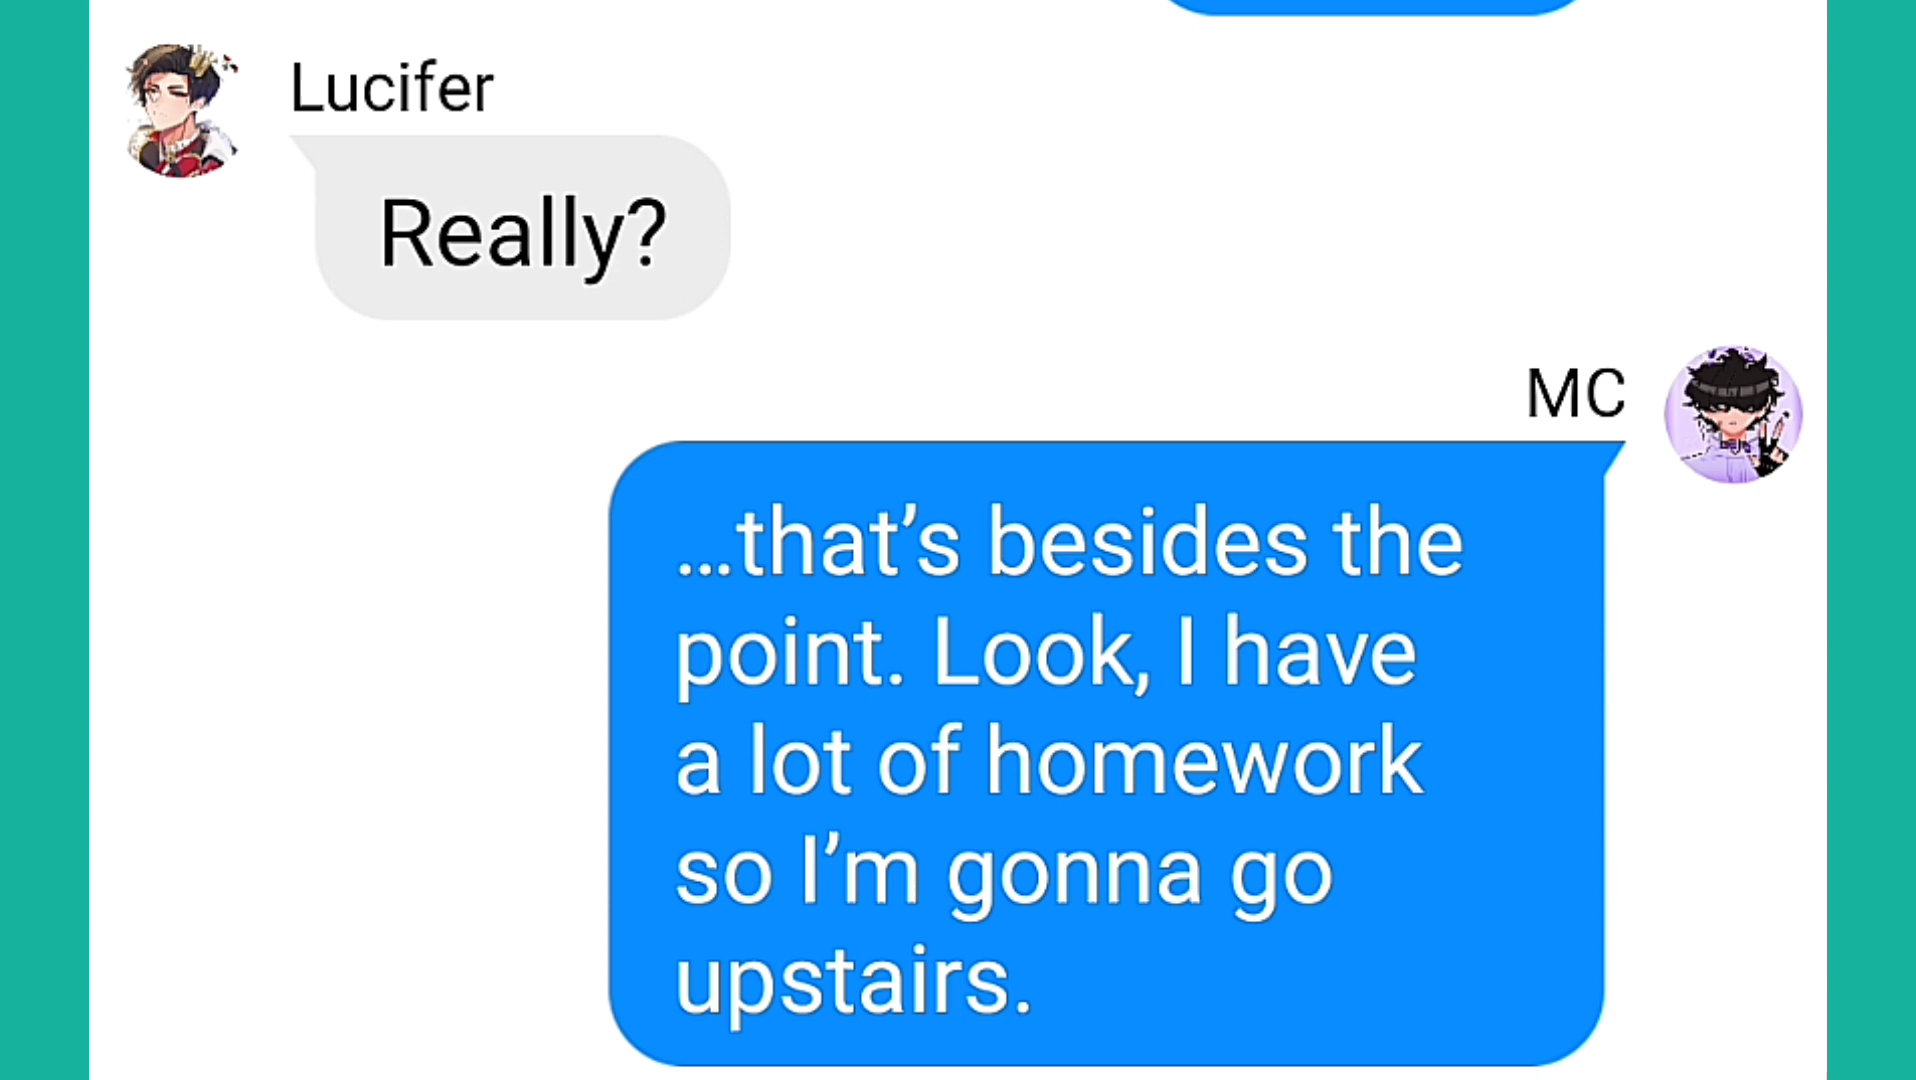 Lucifer
Really?
MC
...that’s besides the
point. Look, I have
a lot of homework
so I’m gonna go
upstairs.